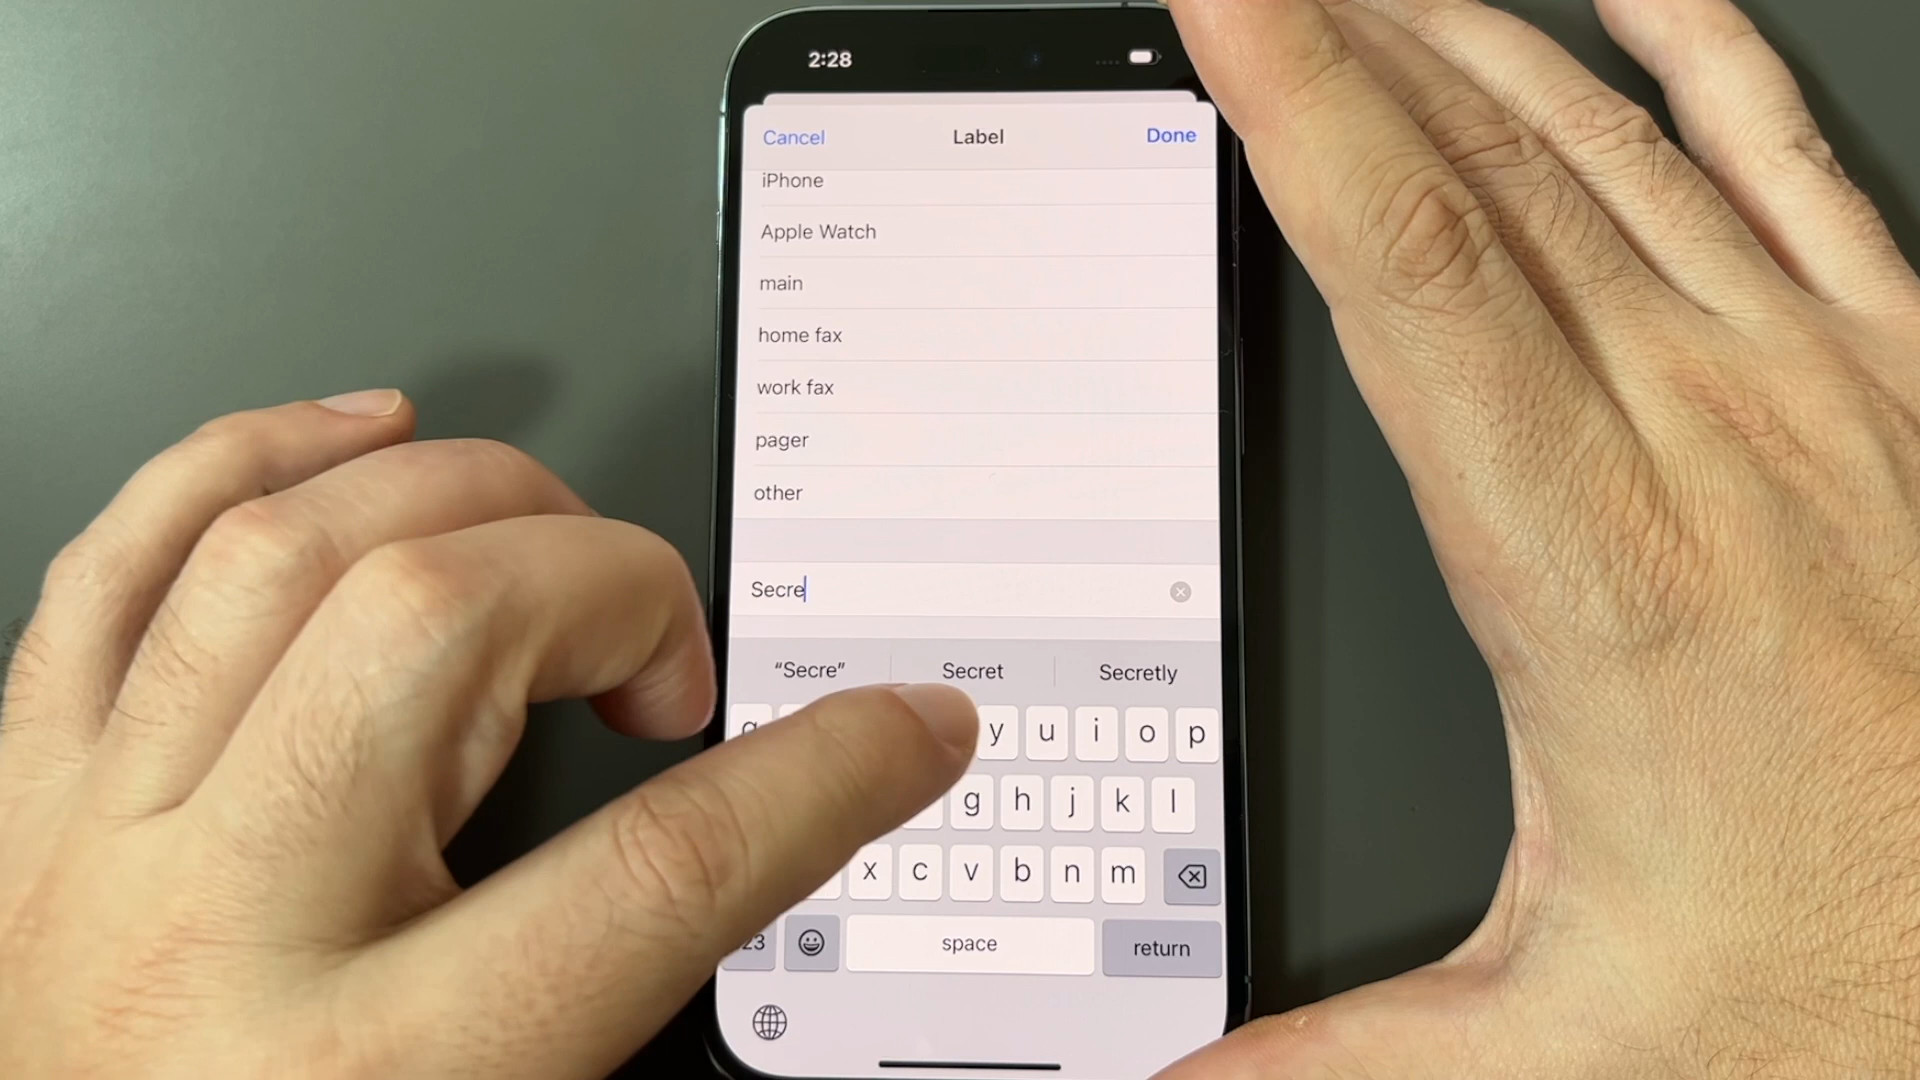 2:28
Cancel Label Done
iPhone
Apple Watch
main
home fax
work fax
pager
other
Secre
“Secre” Secret Secretly
y u i o p
g h j k l
x c v b n m
space return